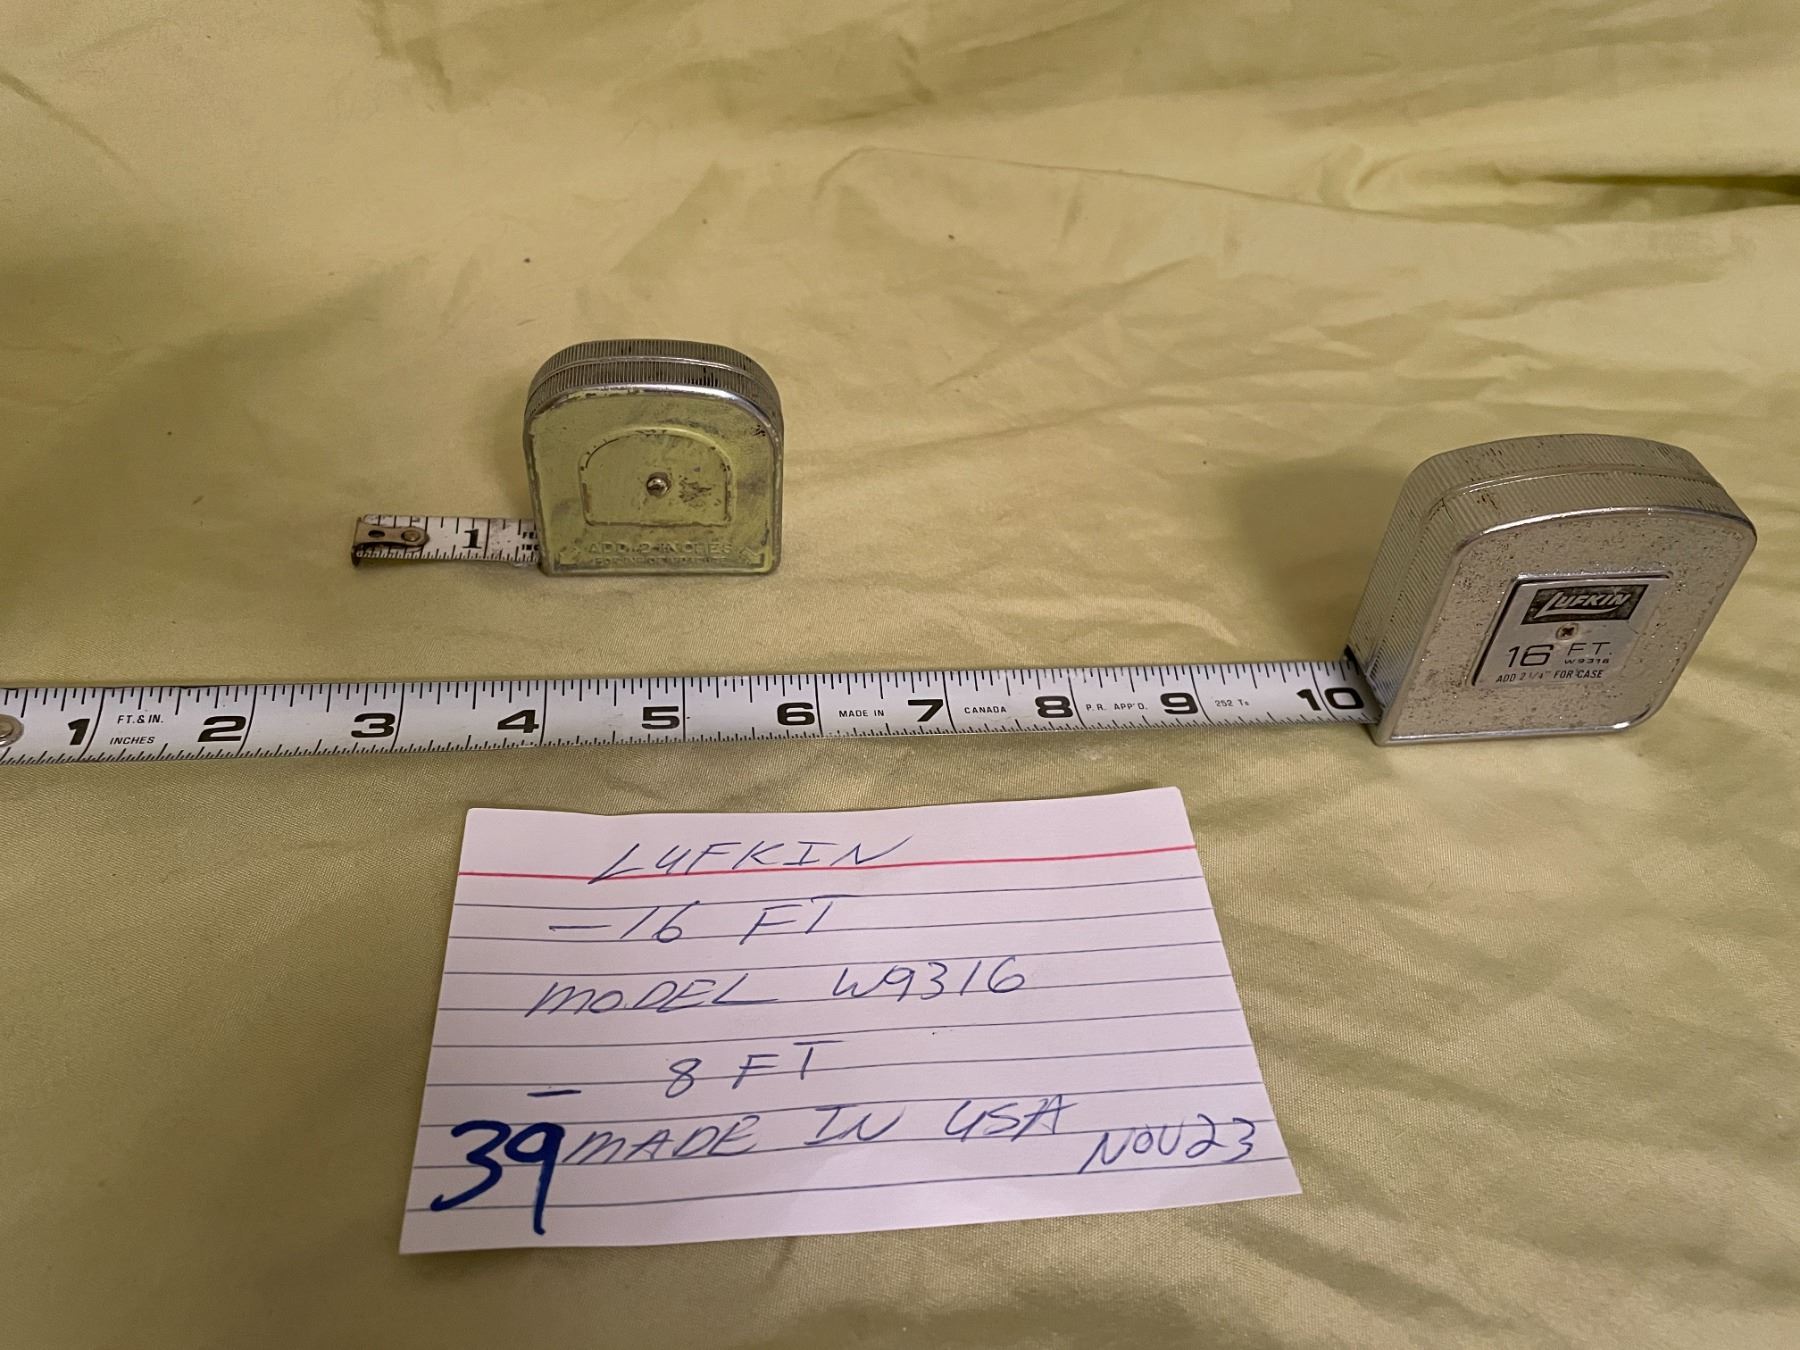 1
FE
INC
ADD 2 INCHES
LUFKIN
16 FT.
W9316
ADD 2 1/4" FOR CASE
1 FT. & IN. INCHES 2 3 4 5 6 MADE IN 7 CANADA 8 P.R. APP'D. 9 252 Ts 10
LUFKIN
-16 FT
MODEL W9316
- 8 FT
39 MADE IN USA NOV23